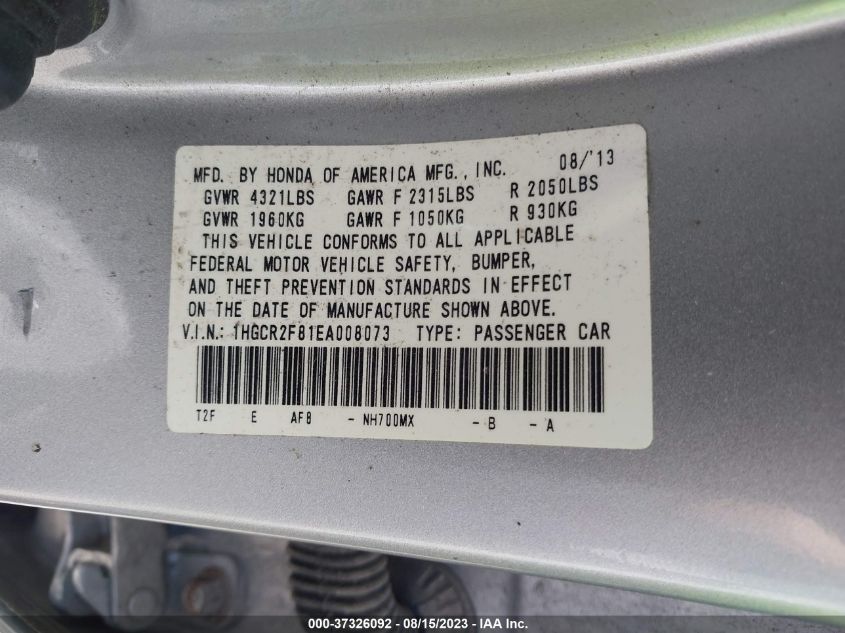 MFD. BY HONDA OF AMERICA MFG., INC. 08/'13
GVWR 4321LBS GAWR F 2315LBS R 2050LBS
GVWR 1960KG GAWR F 1050KG R 930KG
THIS VEHICLE CONFORMS TO ALL APPLICABLE
FEDERAL MOTOR VEHICLE SAFETY, BUMPER,
AND THEFT PREVENTION STANDARDS IN EFFECT
ON THE DATE OF MANUFACTURE SHOWN ABOVE.
V.I.N.: 1HGCR2F81EA008073 TYPE: PASSENGER CAR
T2F E AF8 - NH700MX - B - A
000-37326092 - 08/15/2023 - IAA Inc.